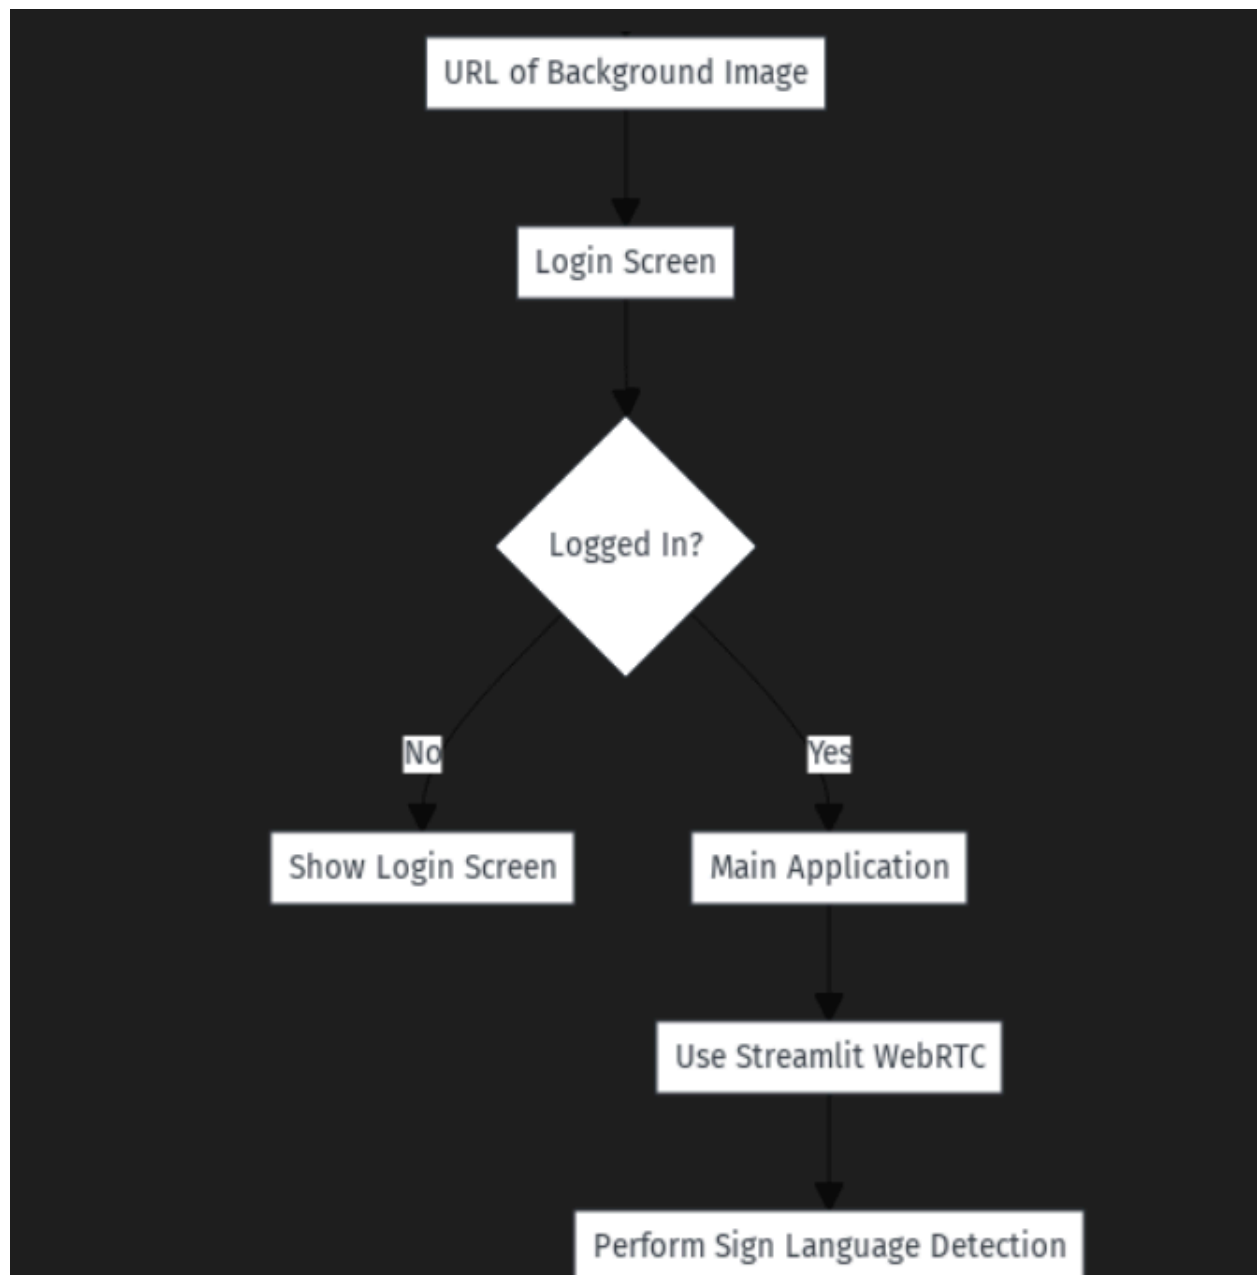 URL of Background Image
Login Screen
Logged In?
No
Yes
Show Login Screen
Main Application
Use Streamlit WebRTC
Perform Sign Language Detection